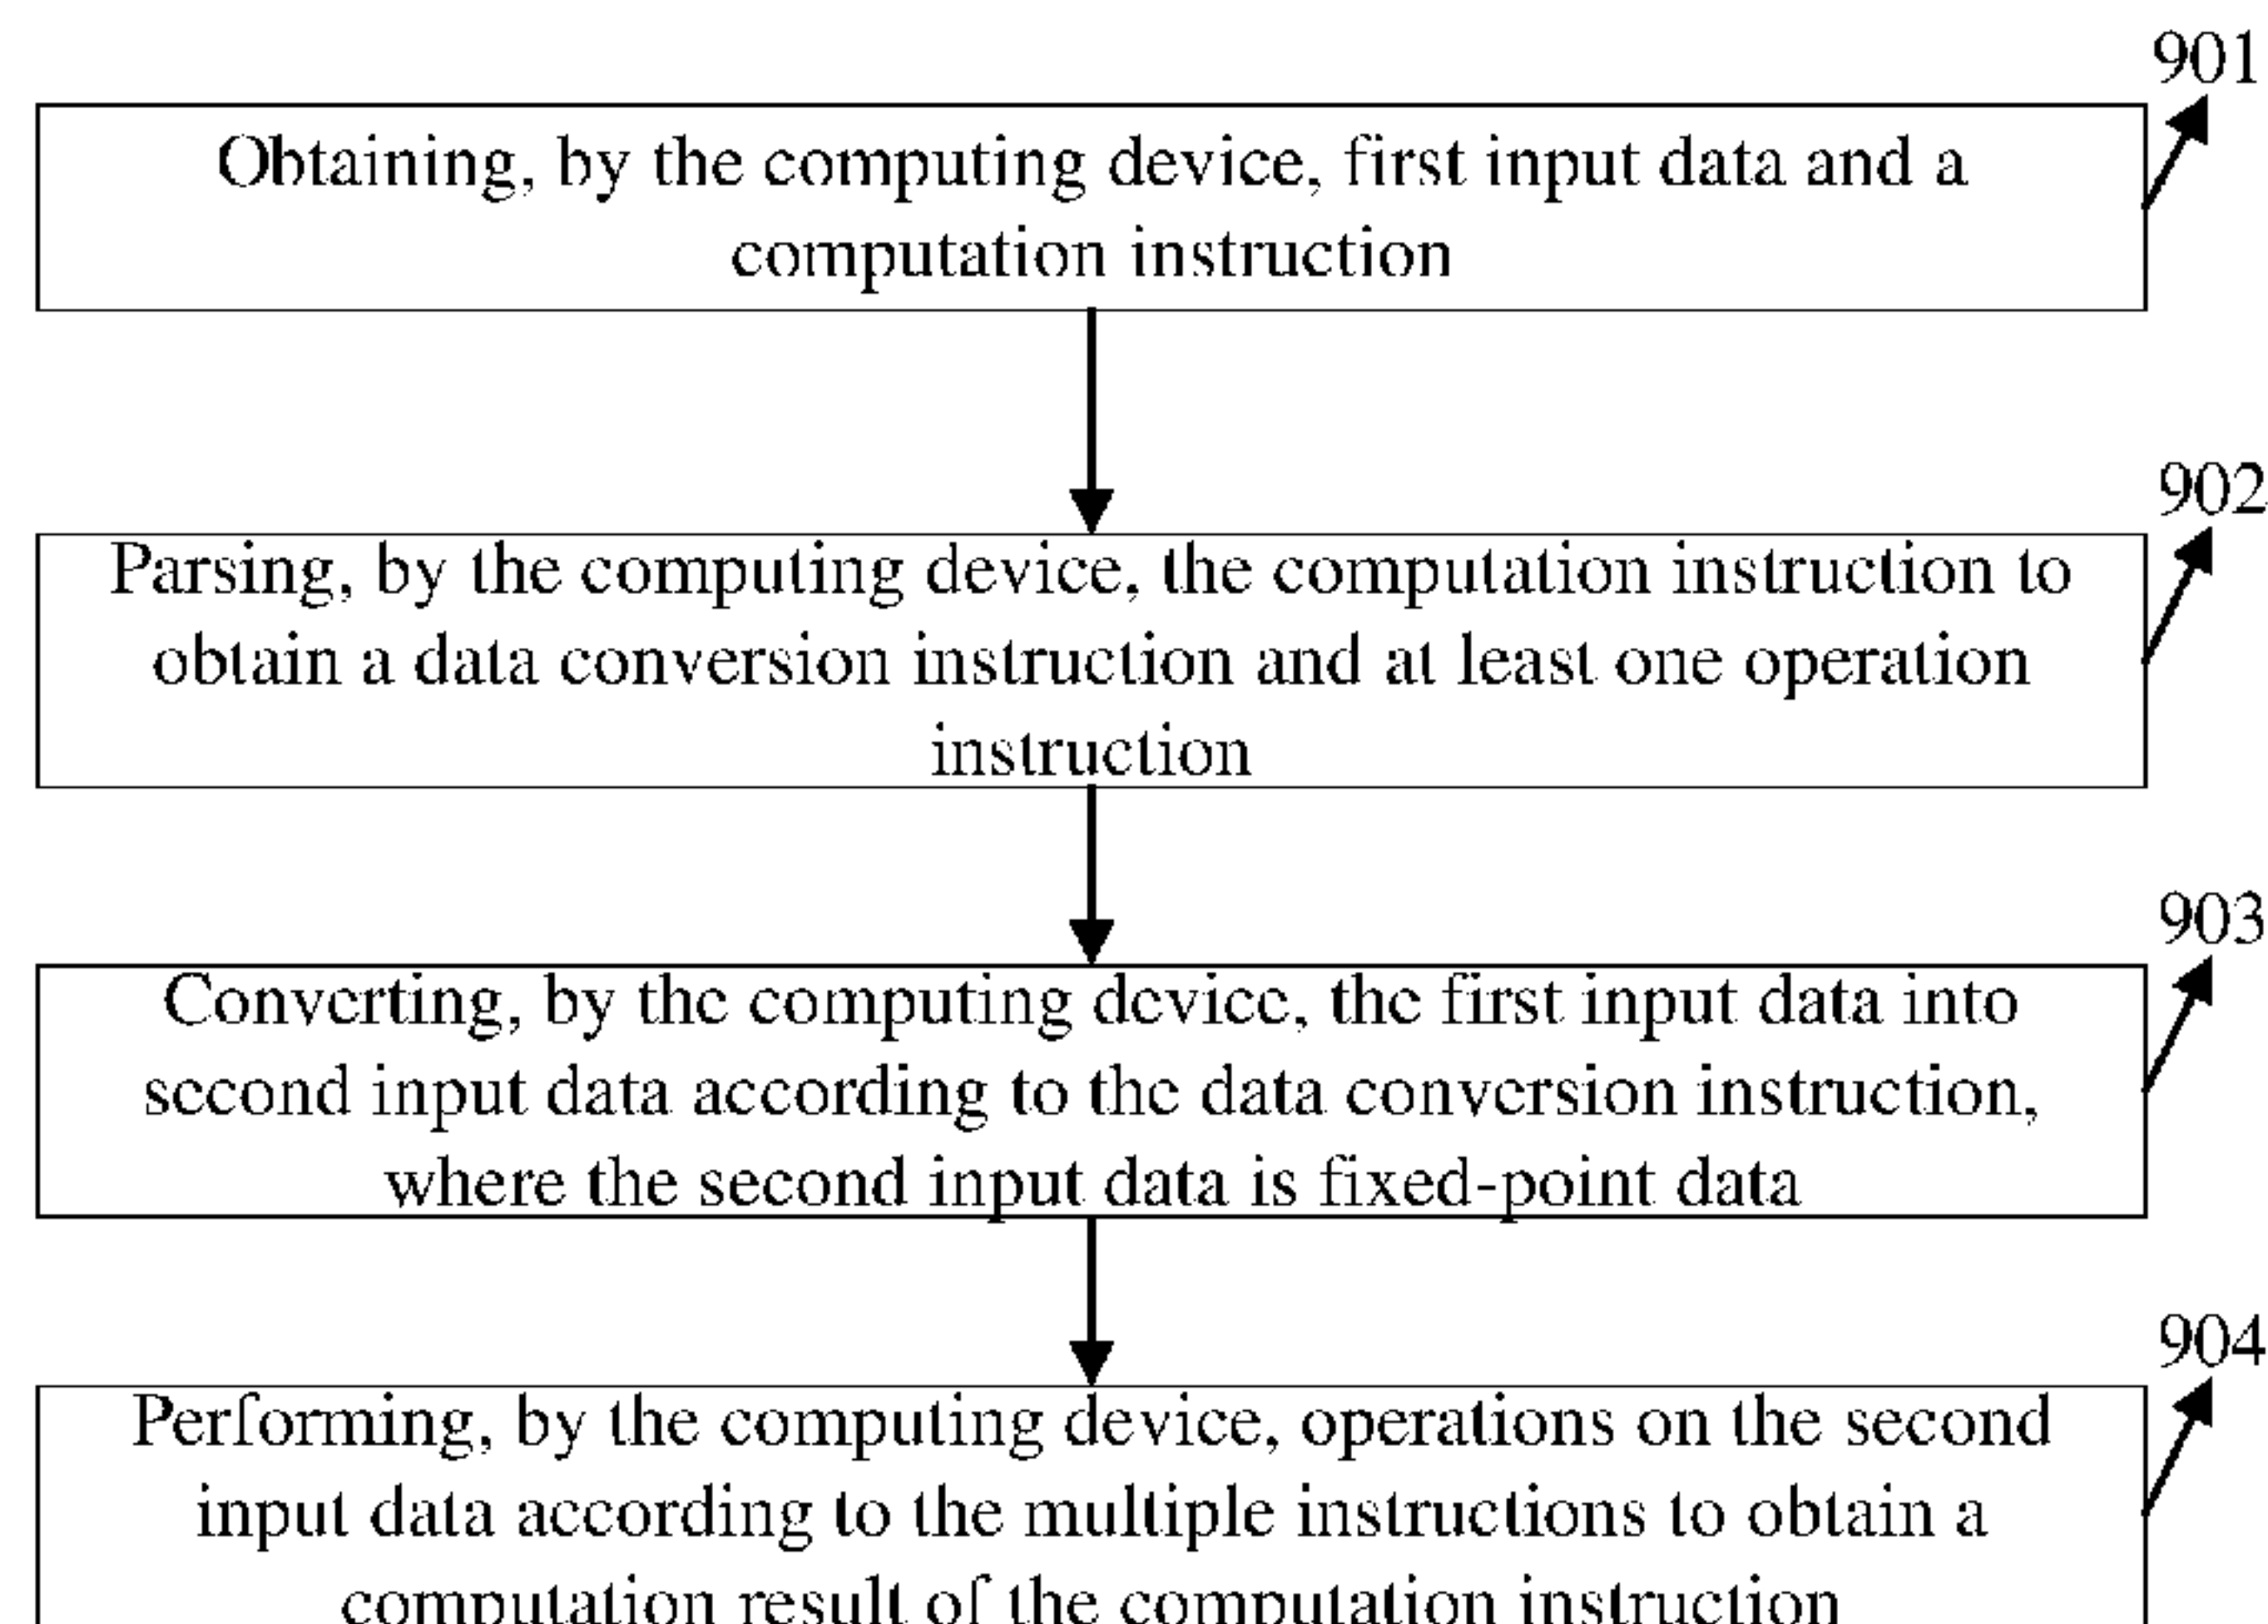 901
Obtaining, by the computing device, first input data and a
computation instruction
902
Parsing, by the computing device, the computation instruction to
obtain a data conversion instruction and at least one operation
instruction
903
Converting, by the computing device, the first input data into
second input data according to the data conversion instruction,
where the second input data is fixed-point data
904
Performing, by the computing device, operations on the second
input data according to the multiple instructions to obtain a
computation result of the computation instruction